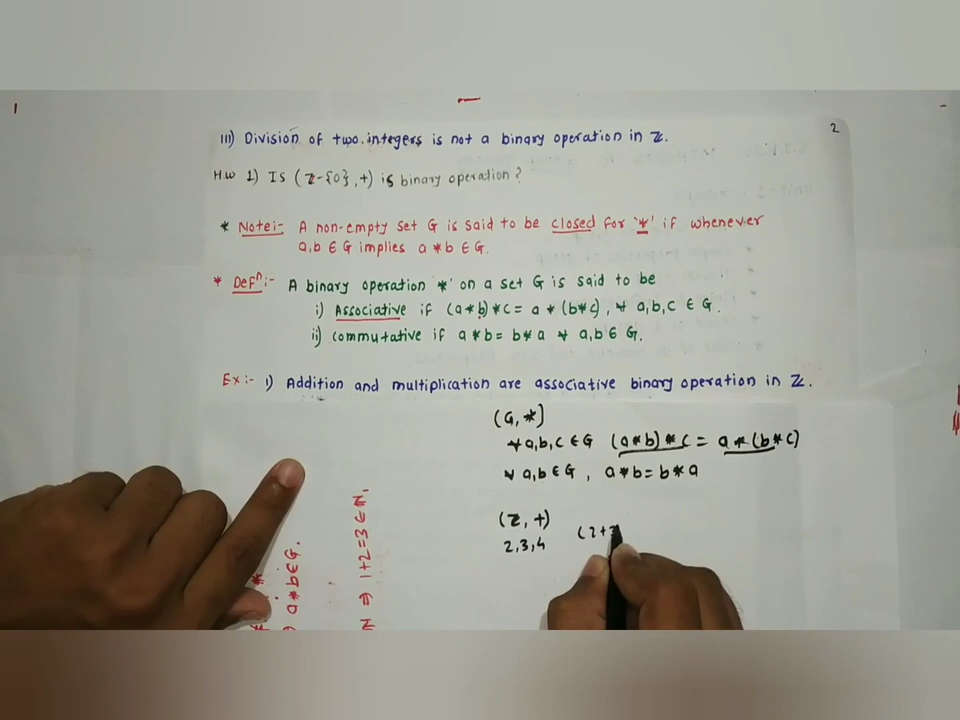 2
III) Division of two integers is not a binary operation in Z.
H.W 1) Is (Z-{0}, +) is binary operation?
* Note:- A non-empty set G is said to be closed for '*' if whenever
a,b ∈ G implies a * b ∈ G.
* Defn:- A binary operation '*' on a set G is said to be
i) Associative if (a*b)*c = a*(b*c), ∀ a,b,c ∈ G.
ii) commutative if a*b = b*a ∀ a,b ∈ G.
Ex:- i) Addition and multiplication are associative binary operation in Z.
(G, *]
∀ a,b,c ∈ G (a*b)*c = a*(b*c)
∀ a,b ∈ G, a*b = b*a
(Z, +)
2,3,4 (2+3
a*b∈G.
N ⇒ 1+2=3 ∈ N.